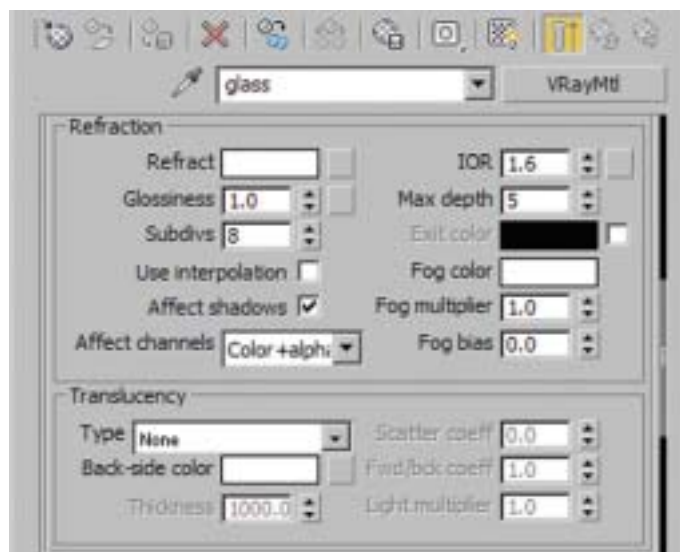 glass VRayMtl
Refraction
Refract IOR 1.6
Glossiness 1.0 Max depth 5
Subdivs 8 Exit color
Use interpolation Fog color
Affect shadows Fog multiplier 1.0
Affect channels Color+alpha Fog bias 0.0
Translucency
Type None Scatter coeff 0.0
Back-side color Fwd/bck coeff 1.0
Thickness 1000.0 Light multiplier 1.0